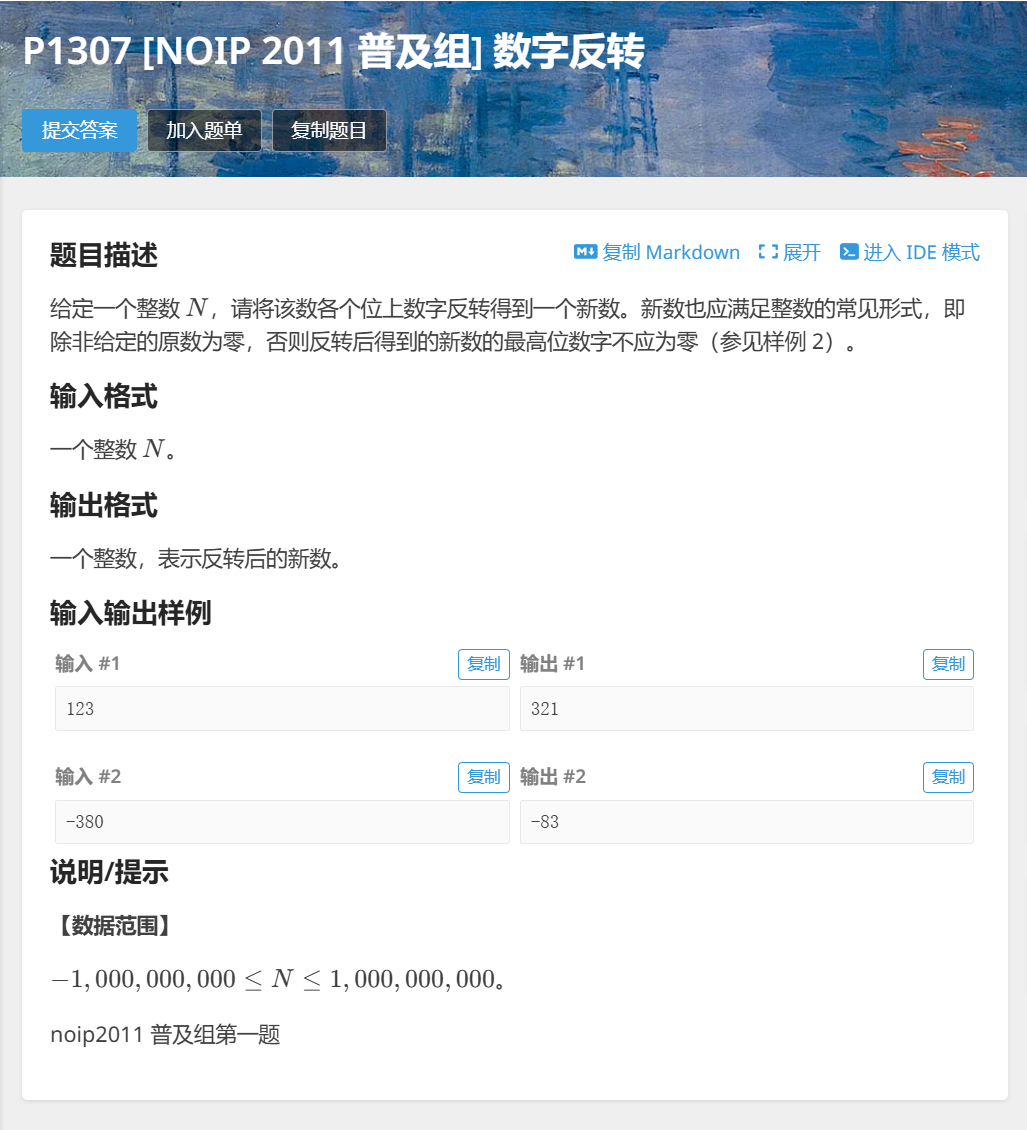 P1307 [NOIP 2011 普及组] 数字反转
提交答案 加入题单 复制题目
题目描述 复制 Markdown 展开 进入 IDE 模式
给定一个整数 N，请将该数各个位上数字反转得到一个新数。新数也应满足整数的常见形式，即
除非给定的原数为零，否则反转后得到的新数的最高位数字不应为零（参见样例 2）。
输入格式
一个整数 N。
输出格式
一个整数，表示反转后的新数。
输入输出样例
输入 #1 复制 输出 #1 复制
123 321
输入 #2 复制 输出 #2 复制
-380 -83
说明/提示
【数据范围】
−1,000,000,000 ≤ N ≤ 1,000,000,000。
noip2011 普及组第一题